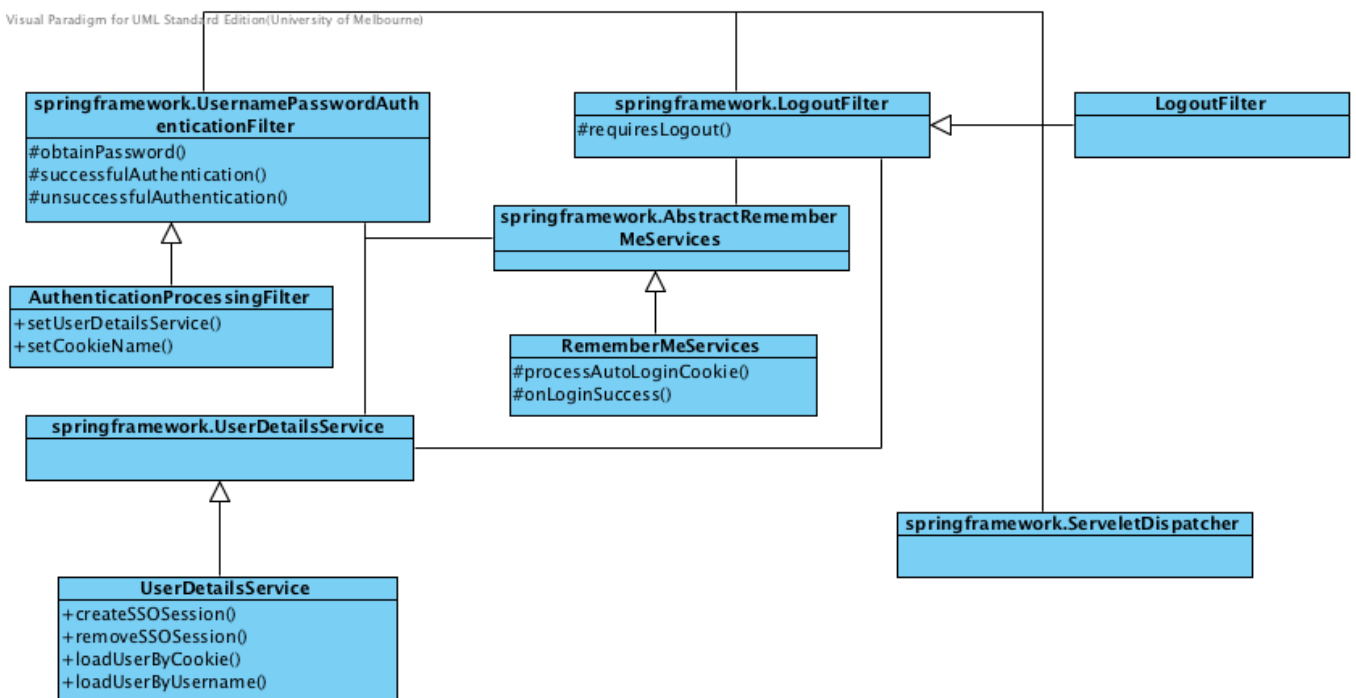 Visual Paradigm for UML Standard Edition(University of Melbourne)
springframework.UsernamePasswordAuth
enticationFilter
#obtainPassword()
#successfulAuthentication()
#unsuccessfulAuthentication()
springframework.LogoutFilter
#requiresLogout()
LogoutFilter
springframework.AbstractRemember
MeServices
AuthenticationProcessingFilter
+setUserDetailsService()
+setCookieName()
RememberMeServices
#processAutoLoginCookie()
#onLoginSuccess()
springframework.UserDetailsService
springframework.ServeletDispatcher
UserDetailsService
+createSSOSession()
+removeSSOSession()
+loadUserByCookie()
+loadUserByUsername()